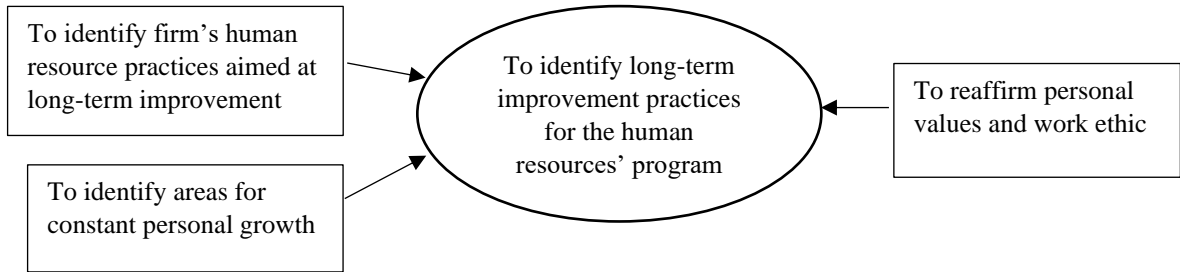 To identify firm’s human
resource practices aimed at
long-term improvement
To identify areas for
constant personal growth
To identify long-term
improvement practices
for the human
resources’ program
To reaffirm personal
values and work ethic